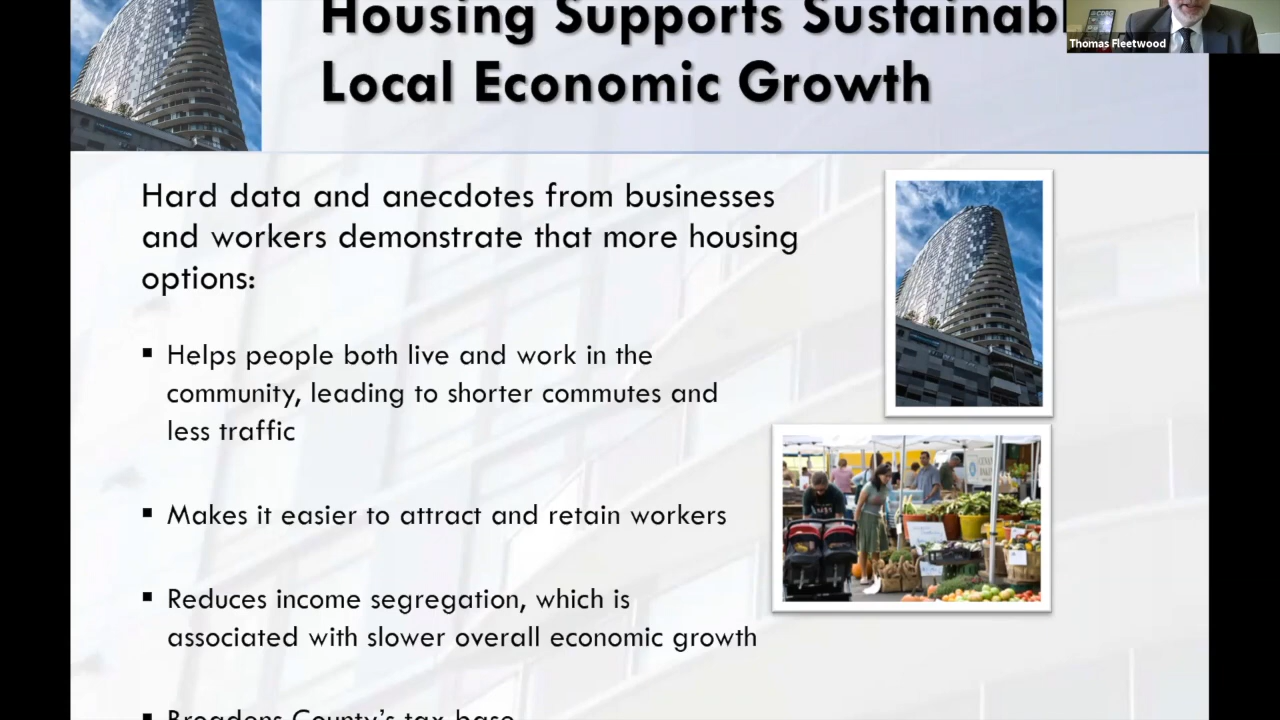 Housing Supports Sustainabl
Local Economic Growth
Thomas Fleetwood
Hard data and anecdotes from businesses
and workers demonstrate that more housing
options:
▪ Helps people both live and work in the
community, leading to shorter commutes and
less traffic
▪ Makes it easier to attract and retain workers
▪ Reduces income segregation, which is
associated with slower overall economic growth
▪ Broadens County's tax base